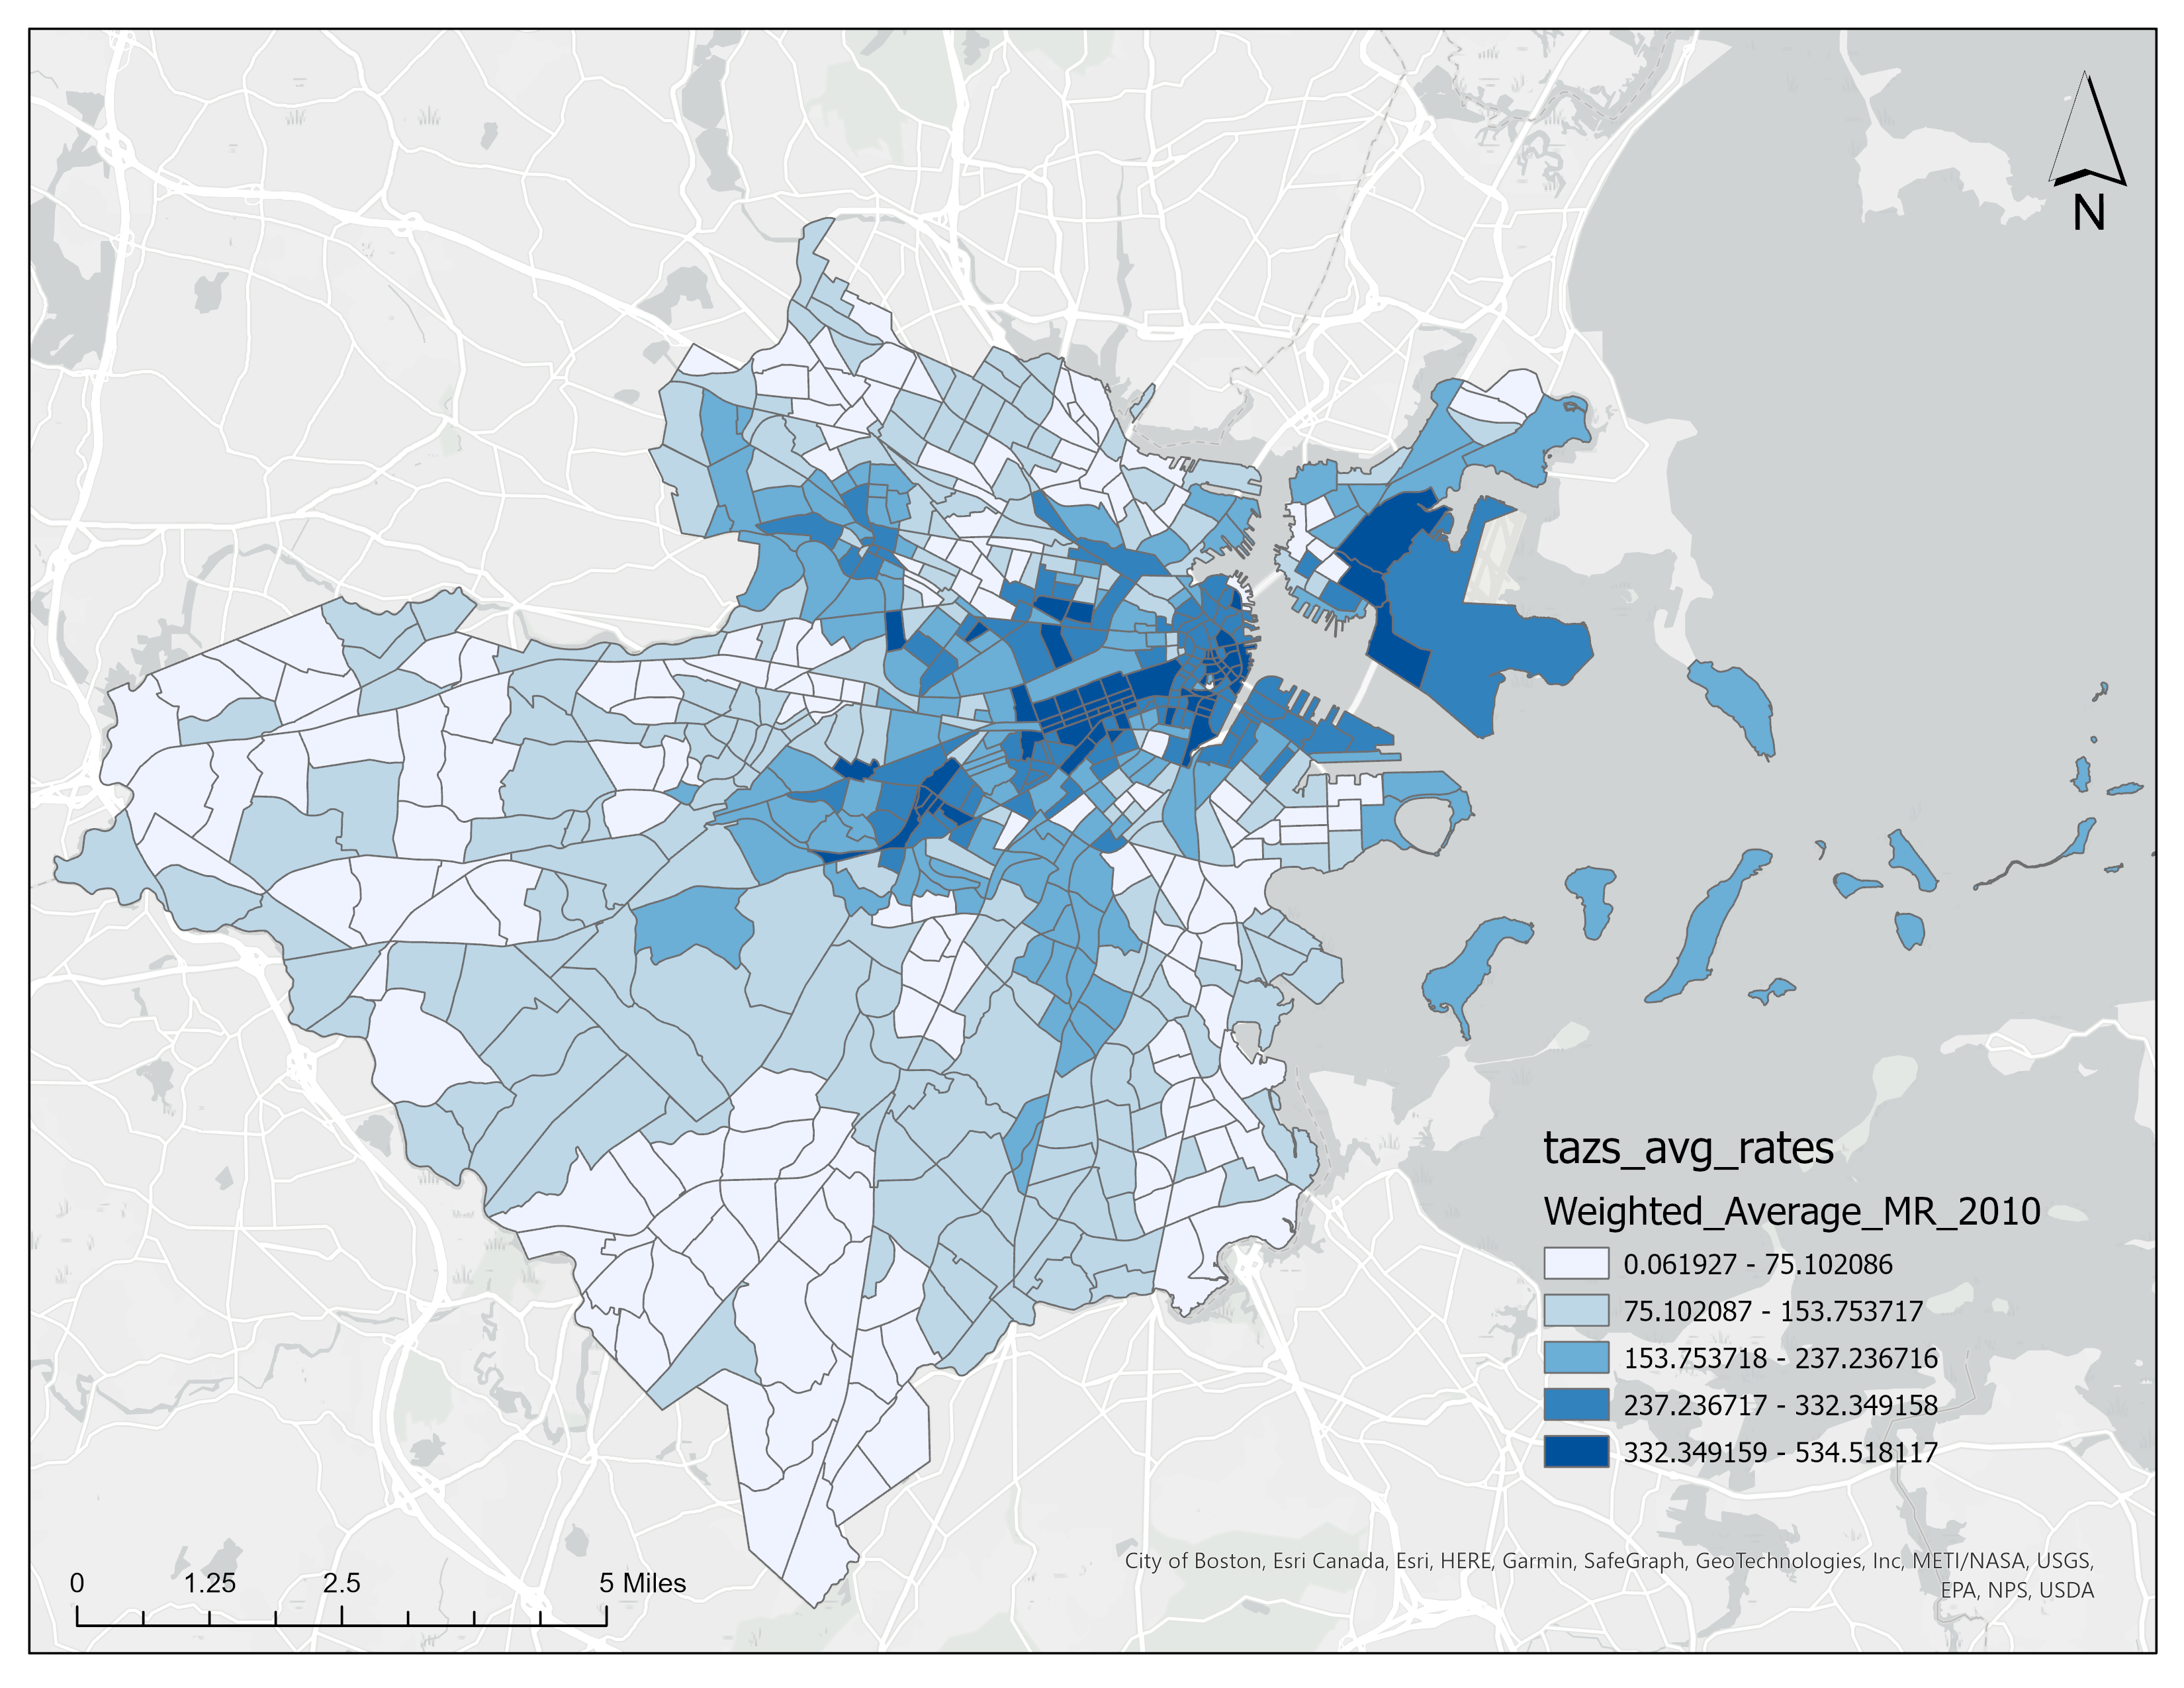 N
tazs_avg_rates
Weighted_Average_MR_2010
0.061927 - 75.102086
75.102087 - 153.753717
153.753718 - 237.236716
237.236717 - 332.349158
332.349159 - 534.518117
0 1.25 2.5 5 Miles
City of Boston, Esri Canada, Esri, HERE, Garmin, SafeGraph, GeoTechnologies, Inc, METI/NASA, USGS,
EPA, NPS, USDA